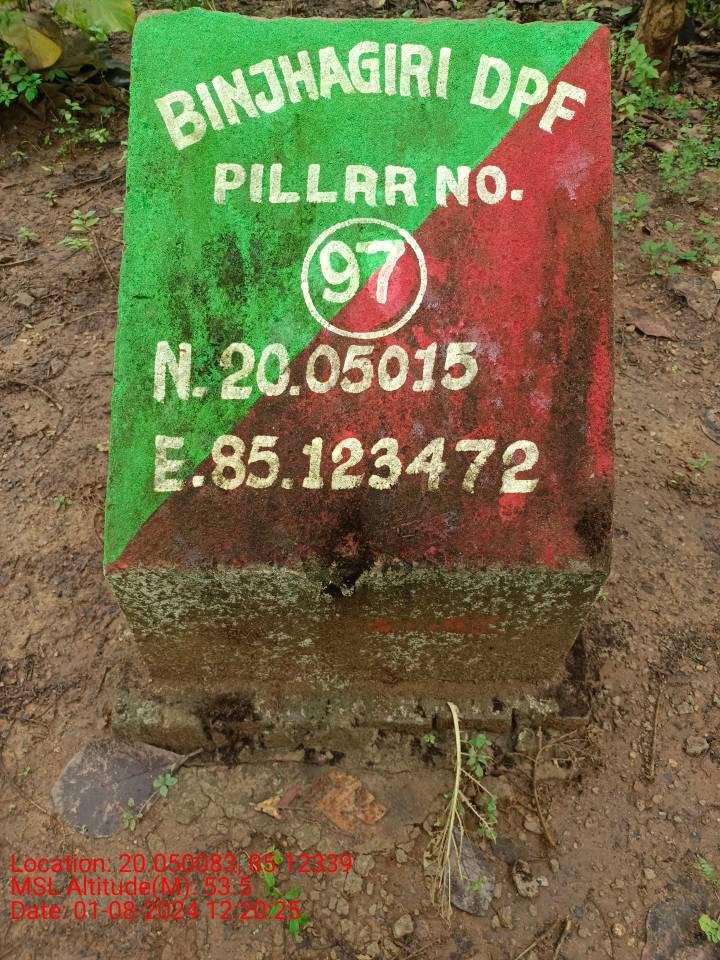 BINJHAGIRI DPF
PILLAR NO.
97
N. 20.05015
E. 85.123472
Location: 20.050083, 85.12339
MSL Altitude(M): 53.5
Date: 01-08-2024 12:20:25